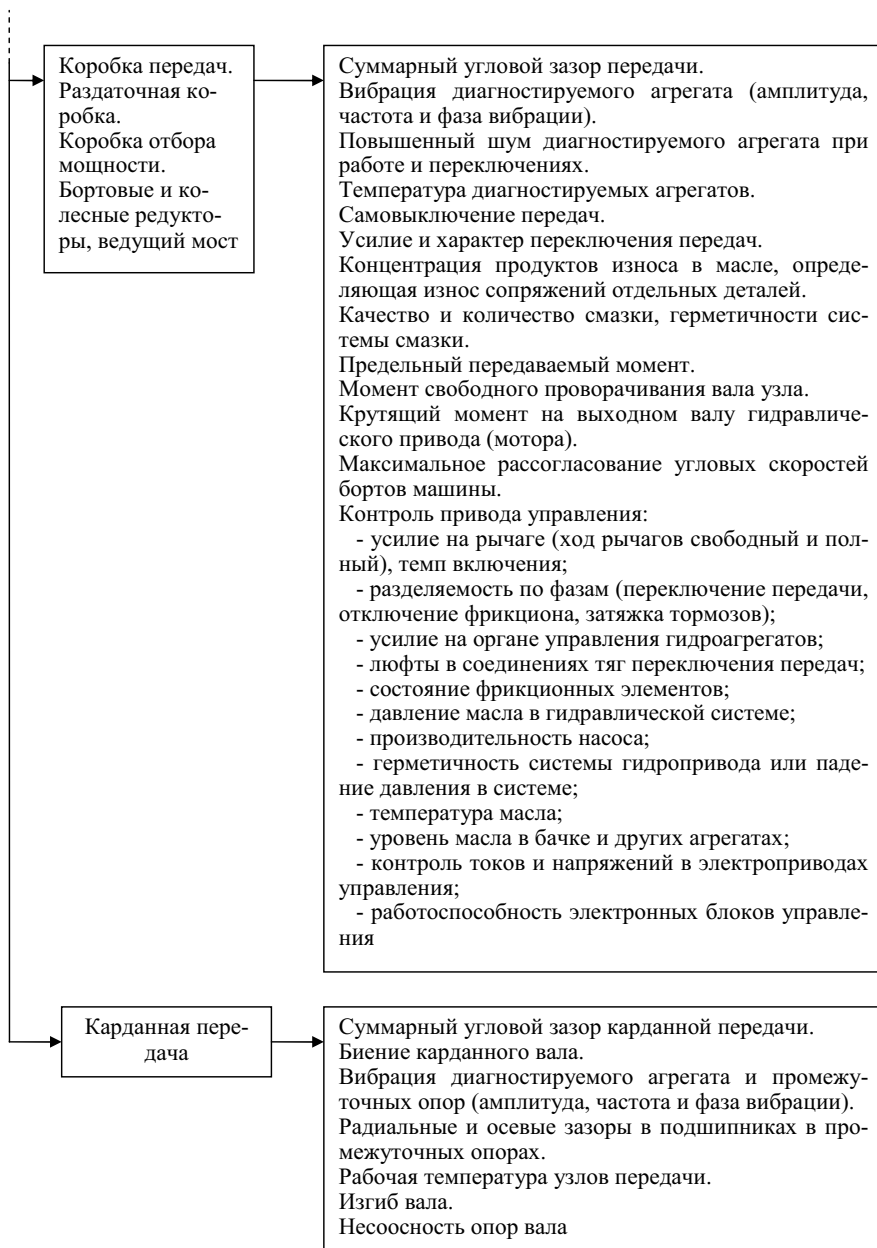 Коробка передач.
Раздаточная ко-
робка.
Коробка отбора
мощности.
Бортовые и ко-
лесные редукто-
ры, ведущий мост
Суммарный угловой зазор передачи.
Вибрация диагностируемого агрегата (амплитуда,
частота и фаза вибрации).
Повышенный шум диагностируемого агрегата при
работе и переключениях.
Температура диагностируемых агрегатов.
Самовыключение передач.
Усилие и характер переключения передач.
Концентрация продуктов износа в масле, опреде-
ляющая износ сопряжений отдельных деталей.
Качество и количество смазки, герметичности сис-
темы смазки.
Предельный передаваемый момент.
Момент свободного проворачивания вала узла.
Крутящий момент на выходном валу гидравличе-
ского привода (мотора).
Максимальное рассогласование угловых скоростей
бортов машины.
Контроль привода управления:
- усилие на рычаге (ход рычагов свободный и пол-
ный), темп включения;
- разделяемость по фазам (переключение передачи,
отключение фрикциона, затяжка тормозов);
- усилие на органе управления гидроагрегатов;
- люфты в соединениях тяг переключения передач;
- состояние фрикционных элементов;
- давление масла в гидравлической системе;
- производительность насоса;
- герметичность системы гидропривода или паде-
ние давления в системе;
- температура масла;
- уровень масла в бачке и других агрегатах;
- контроль токов и напряжений в электроприводах
управления;
- работоспособность электронных блоков управле-
ния
Карданная пере-
дача
Суммарный угловой зазор карданной передачи.
Биение карданного вала.
Вибрация диагностируемого агрегата и промежу-
точных опор (амплитуда, частота и фаза вибрации).
Радиальные и осевые зазоры в подшипниках в про-
межуточных опорах.
Рабочая температура узлов передачи.
Изгиб вала.
Несоосность опор вала